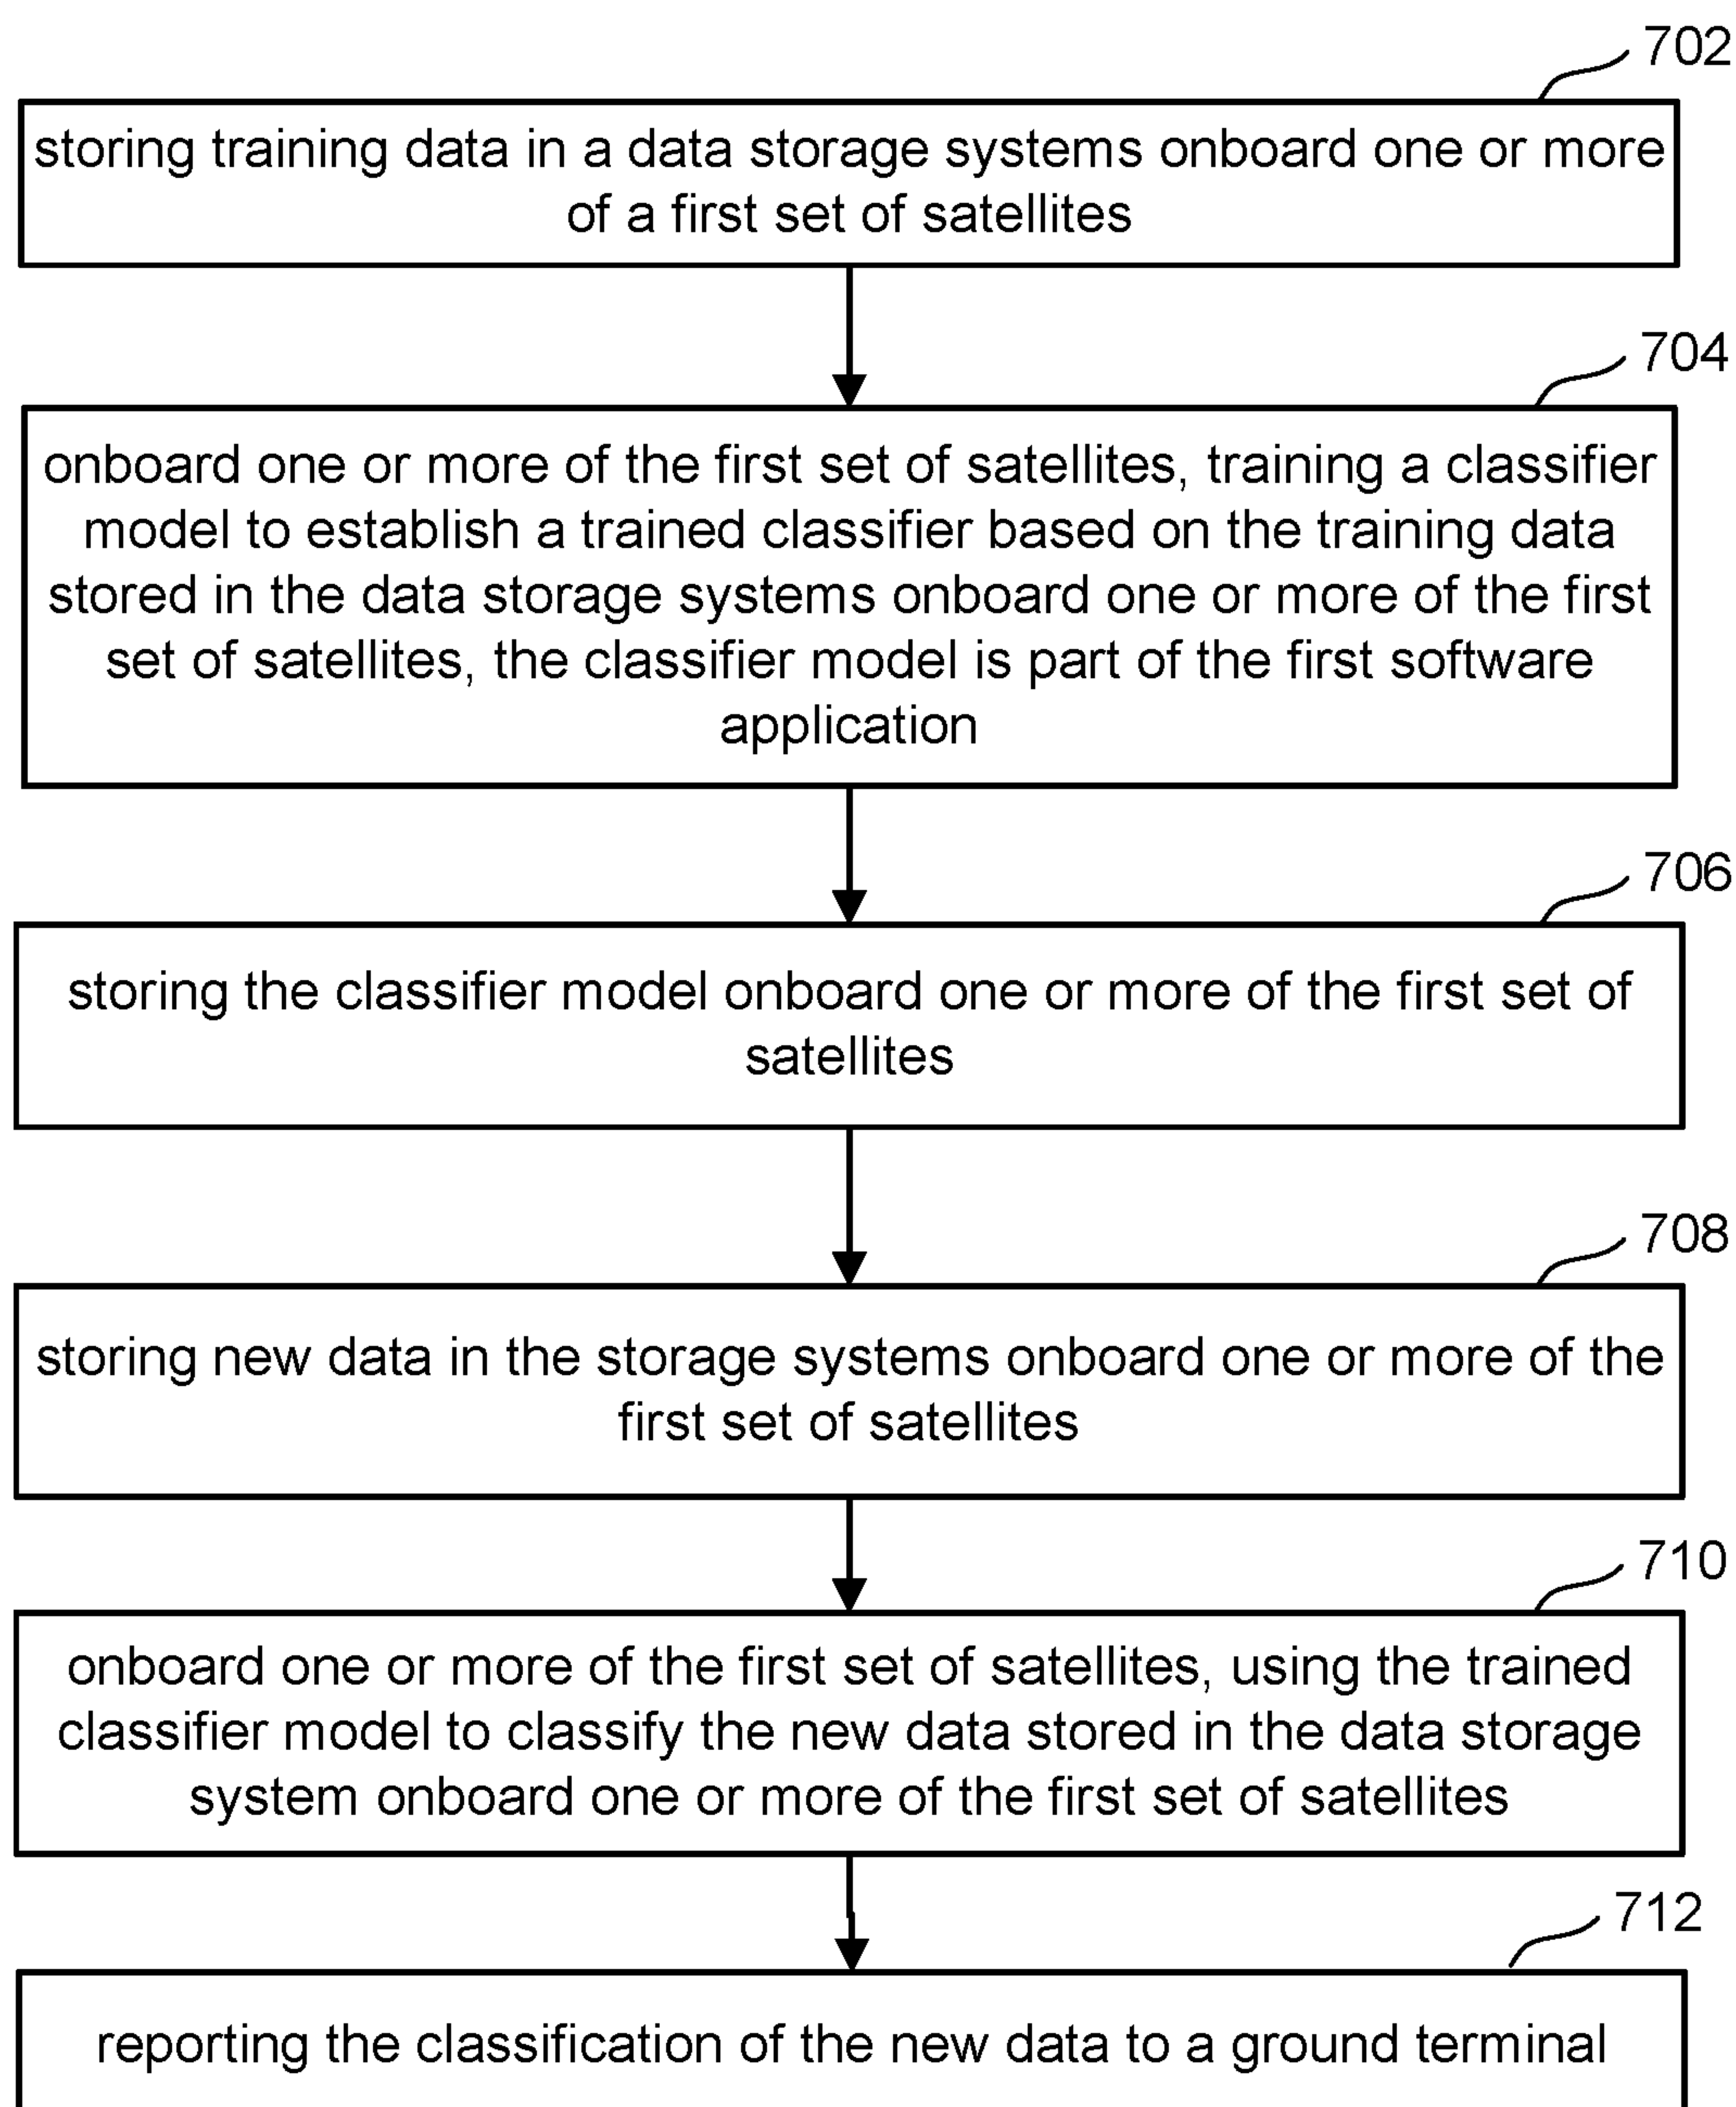 702
storing training data in a data storage systems onboard one or more
of a first set of satellites
704
onboard one or more of the first set of satellites, training a classifier
model to establish a trained classifier based on the training data
stored in the data storage systems onboard one or more of the first
set of satellites, the classifier model is part of the first software
application
706
storing the classifier model onboard one or more of the first set of
satellites
708
storing new data in the storage systems onboard one or more of the
first set of satellites
710
onboard one or more of the first set of satellites, using the trained
classifier model to classify the new data stored in the data storage
system onboard one or more of the first set of satellites
712
reporting the classification of the new data to a ground terminal